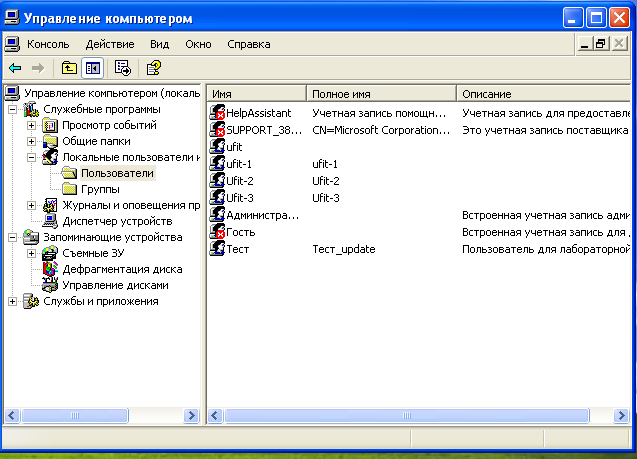 Управление компьютером
Консоль Действие Вид Окно Справка
Управление компьютером (локаль
Служебные программы
Просмотр событий
Общие папки
Локальные пользователи и
Пользователи
Группы
Журналы и оповещения пр
Диспетчер устройств
Запоминающие устройства
Съемные ЗУ
Дефрагментация диска
Управление дисками
Службы и приложения
Имя Полное имя Описание
HelpAssistant Учетная запись помощн... Учетная запись для предоставле
SUPPORT_38... CN=Microsoft Corporation... Это учетная запись поставщика
ufit
ufit-1 ufit-1
Ufit-2 Ufit-2
Ufit-3 Ufit-3
Администра... Встроенная учетная запись адми
Гость Встроенная учетная запись для д
Тест Тест_update Пользователь для лабораторной